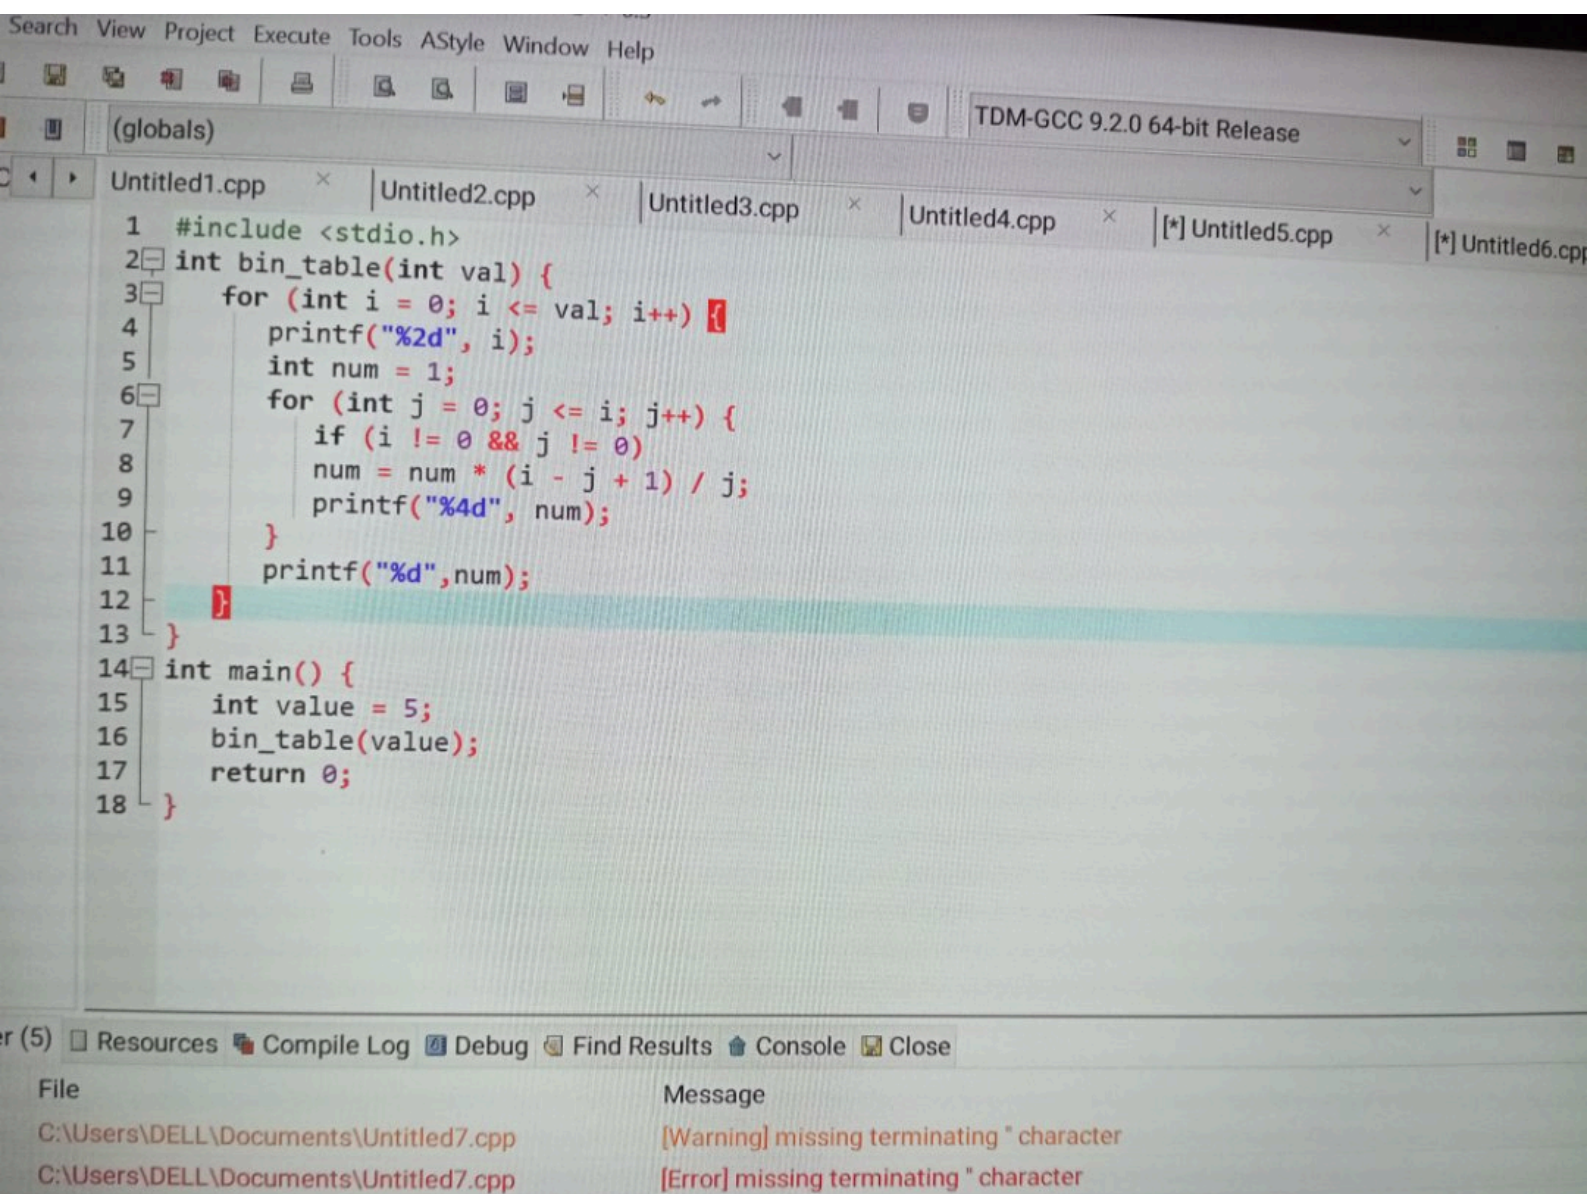 Search View Project Execute Tools AStyle Window Help
TDM-GCC 9.2.0 64-bit Release
(globals)
Untitled1.cpp Untitled2.cpp Untitled3.cpp Untitled4.cpp [*] Untitled5.cpp [*] Untitled6.cpp
1 #include <stdio.h>
2 int bin_table(int val) {
3 for (int i = 0; i <= val; i++) {
4 printf("%2d", i);
5 int num = 1;
6 for (int j = 0; j <= i; j++) {
7 if (i != 0 && j != 0)
8 num = num * (i - j + 1) / j;
9 printf("%4d", num);
10 }
11 printf("%d",num);
12 }
13 }
14 int main() {
15 int value = 5;
16 bin_table(value);
17 return 0;
18 }
er (5) Resources Compile Log Debug Find Results Console Close
File Message
C:\Users\DELL\Documents\Untitled7.cpp [Warning] missing terminating " character
C:\Users\DELL\Documents\Untitled7.cpp [Error] missing terminating " character